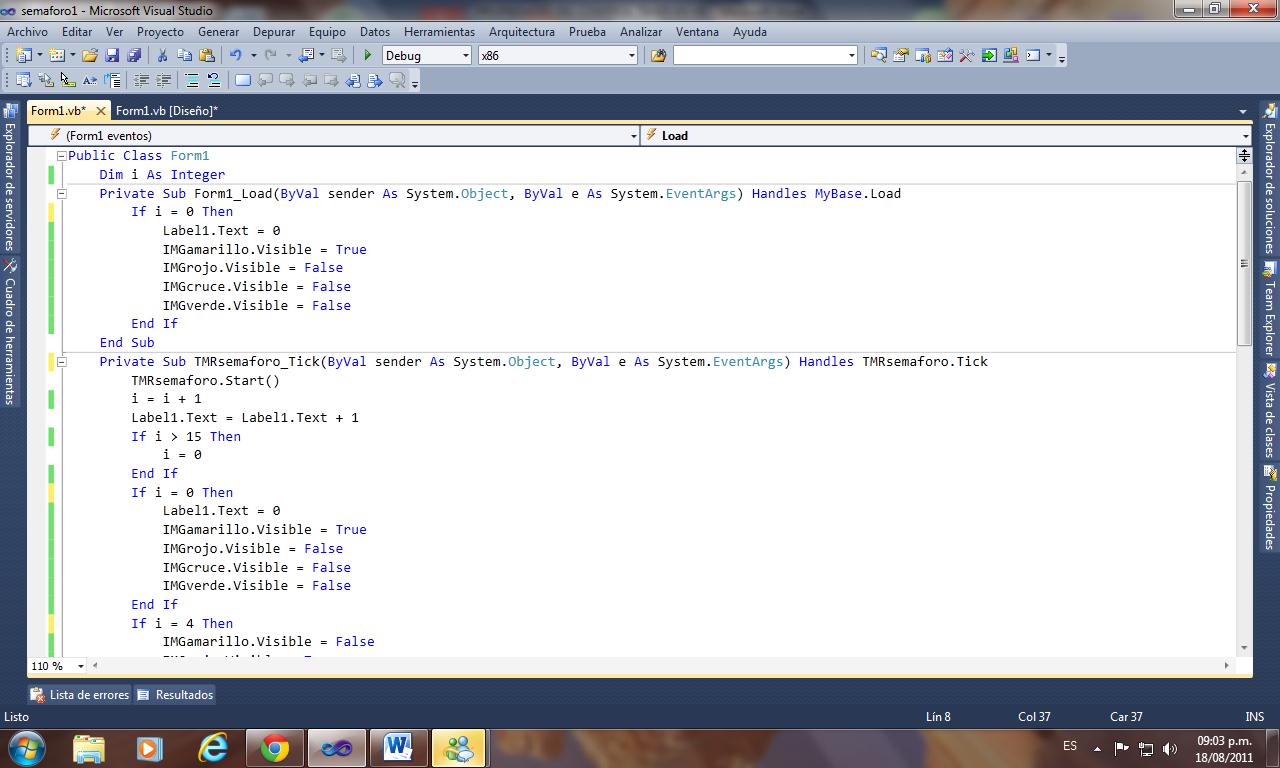 semaforo1 - Microsoft Visual Studio
Archivo Editar Ver Proyecto Generar Depurar Equipo Datos Herramientas Arquitectura Prueba Analizar Ventana Ayuda
Debug x86
Form1.vb* Form1.vb [Diseño]*
(Form1 eventos) Load
Explorador de servidores
Cuadro de herramientas
Public Class Form1
Dim i As Integer
Private Sub Form1_Load(ByVal sender As System.Object, ByVal e As System.EventArgs) Handles MyBase.Load
If i = 0 Then
Label1.Text = 0
IMGamarillo.Visible = True
IMGrojo.Visible = False
IMGcruce.Visible = False
IMGverde.Visible = False
End If
End Sub
Private Sub TMRsemaforo_Tick(ByVal sender As System.Object, ByVal e As System.EventArgs) Handles TMRsemaforo.Tick
TMRsemaforo.Start()
i = i + 1
Label1.Text = Label1.Text + 1
If i > 15 Then
i = 0
End If
If i = 0 Then
Label1.Text = 0
IMGamarillo.Visible = True
IMGrojo.Visible = False
IMGcruce.Visible = False
IMGverde.Visible = False
End If
If i = 4 Then
IMGamarillo.Visible = False
Explorador de soluciones
Team Explorer
Vista de clases
Propiedades
110 %
Lista de errores Resultados
Listo Lín 8 Col 37 Car 37 INS
ES 09:03 p.m.
18/08/2011